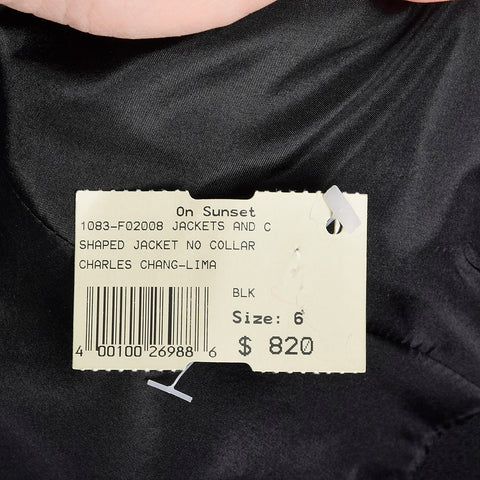 On Sunset
1083-F02008 JACKETS AND C
SHAPED JACKET NO COLLAR
CHARLES CHANG-LIMA
BLK
Size: 6
$ 820
4 00100 26988 6